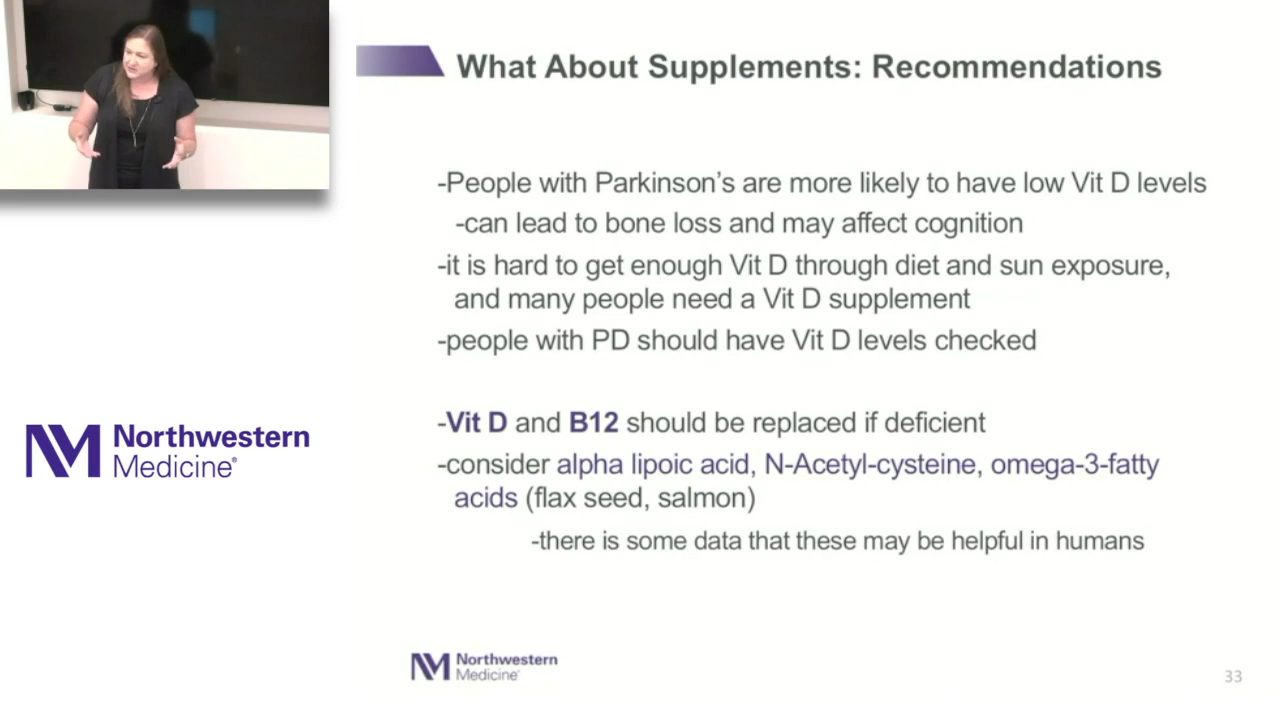 What About Supplements: Recommendations
-People with Parkinson’s are more likely to have low Vit D levels
-can lead to bone loss and may affect cognition
-it is hard to get enough Vit D through diet and sun exposure,
and many people need a Vit D supplement
-people with PD should have Vit D levels checked
-Vit D and B12 should be replaced if deficient
-consider alpha lipoic acid, N-Acetyl-cysteine, omega-3-fatty
acids (flax seed, salmon)
-there is some data that these may be helpful in humans
Northwestern
Medicine®
Northwestern
Medicine®
33